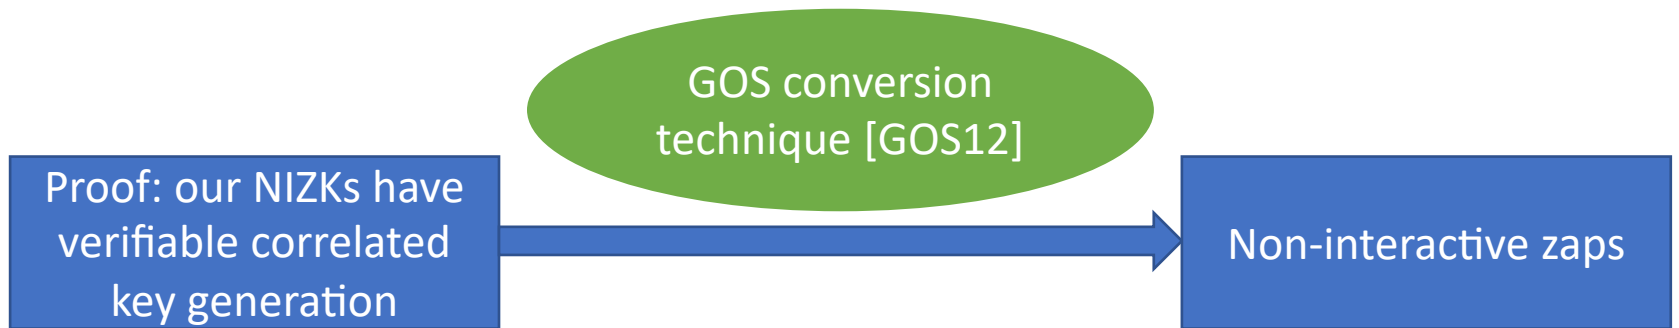 GOS conversion
technique [GOS12]
Proof: our NIZKs have
verifiable correlated
key generation
Non-interactive zaps